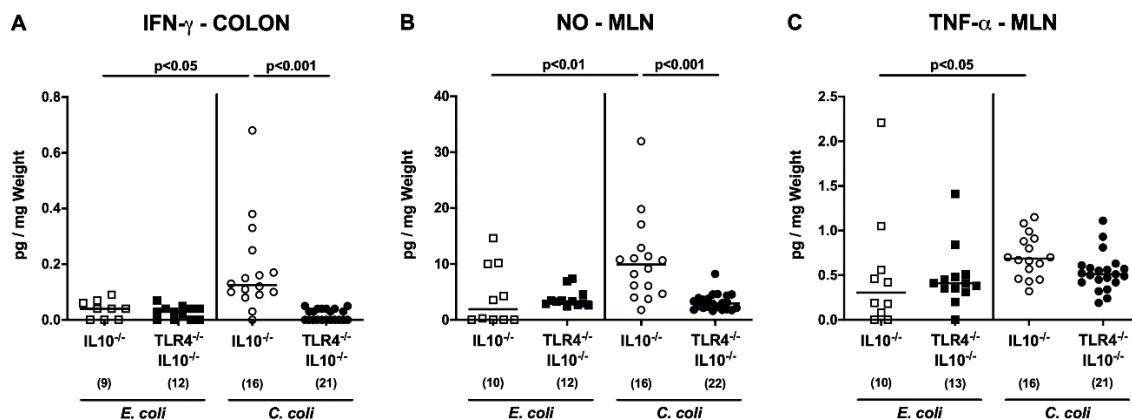 A IFN-γ - COLON
p<0.05 p<0.001
pg / mg Weight
0.8
0.6
0.4
0.2
0.0
IL10-/- TLR4-/- IL10-/- TLR4-/-
IL10-/- IL10-/-
(9) (12) (16) (21)
E. coli C. coli
B NO - MLN
p<0.01 p<0.001
pg / mg Weight
40
30
20
10
0
IL10-/- TLR4-/- IL10-/- TLR4-/-
IL10-/- IL10-/-
(10) (12) (16) (22)
E. coli C. coli
C TNF-α - MLN
p<0.05
pg / mg Weight
2.5
2.0
1.5
1.0
0.5
0.0
IL10-/- TLR4-/- IL10-/- TLR4-/-
IL10-/- IL10-/-
(10) (13) (16) (21)
E. coli C. coli